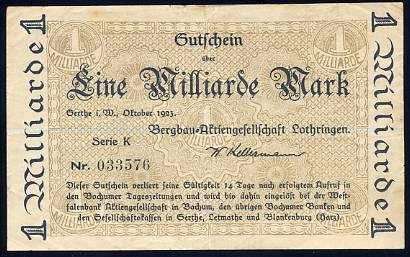 1 Milliarde 1
1
MILLIARDE
Gutschein
über
1
MILLIARDE
Eine Milliarde Mark
Gerthe i. W., Oktober 1923.
Bergbau-Aktiengesellschaft Lothringen.
Serie K
Nr. 033576
Dieser Gutschein verliert seine Gültigkeit 14 Tage nach erfolgtem Aufruf in
den Bochumer Tageszeitungen und wird bis dahin eingelöst bei der West-
falenbank Aktiengesellschaft in Bochum, den übrigen Bochumer Banken und
den Gesellschaftskassen in Gerthe, Letmathe und Blankenburg (Harz).
1 Milliarde 1